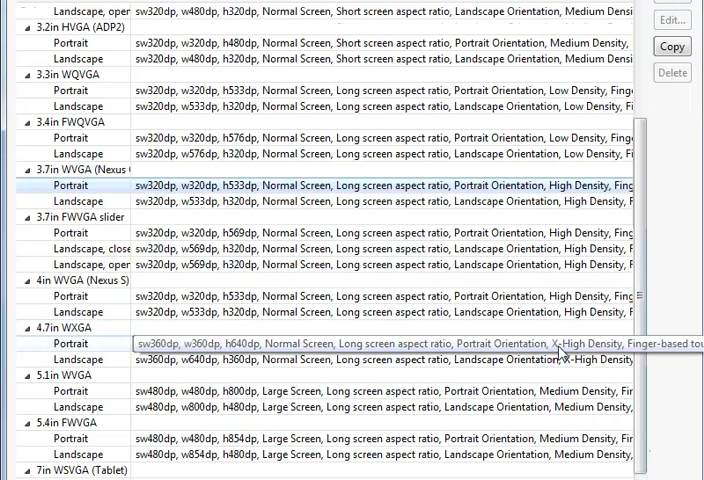 Landscape, open sw320dp, w480dp, h320dp, Normal Screen, Short screen aspect ratio, Landscape Orientation, Medium Densi
3.2in HVGA (ADP2)
Portrait sw320dp, w320dp, h480dp, Normal Screen, Short screen aspect ratio, Portrait Orientation, Medium Density,
Landscape sw320dp, w480dp, h320dp, Normal Screen, Short screen aspect ratio, Landscape Orientation, Medium Densi
3.3in WQVGA
Portrait sw320dp, w320dp, h533dp, Normal Screen, Long screen aspect ratio, Portrait Orientation, Low Density, Finge
Landscape sw320dp, w533dp, h320dp, Normal Screen, Long screen aspect ratio, Landscape Orientation, Low Density, Fi
3.4in FWQVGA
Portrait sw320dp, w320dp, h576dp, Normal Screen, Long screen aspect ratio, Portrait Orientation, Low Density, Finge
Landscape sw320dp, w576dp, h320dp, Normal Screen, Long screen aspect ratio, Landscape Orientation, Low Density, Fi
3.7in WVGA (Nexus
Portrait sw320dp, w320dp, h533dp, Normal Screen, Long screen aspect ratio, Portrait Orientation, High Density, Fing
Landscape sw320dp, w533dp, h320dp, Normal Screen, Long screen aspect ratio, Landscape Orientation, High Density, F
3.7in FWVGA slider
Portrait sw320dp, w320dp, h569dp, Normal Screen, Long screen aspect ratio, Portrait Orientation, High Density, Fing
Landscape, close sw320dp, w569dp, h320dp, Normal Screen, Long screen aspect ratio, Landscape Orientation, High Density, F
Landscape, open sw320dp, w569dp, h320dp, Normal Screen, Long screen aspect ratio, Landscape Orientation, High Density, F
4in WVGA (Nexus S)
Portrait sw320dp, w320dp, h533dp, Normal Screen, Long screen aspect ratio, Portrait Orientation, High Density, Fing
Landscape sw320dp, w533dp, h320dp, Normal Screen, Long screen aspect ratio, Landscape Orientation, High Density, F
4.7in WXGA
Portrait sw360dp, w360dp, h640dp, Normal Screen, Long screen aspect ratio, Portrait Orientation, X-High Density, Finger-based tou
Landscape sw360dp, w640dp, h360dp, Normal Screen, Long screen aspect ratio, Landscape Orientation, X-High Density
5.1in WVGA
Portrait sw480dp, w480dp, h800dp, Large Screen, Long screen aspect ratio, Portrait Orientation, Medium Density, Fir
Landscape sw480dp, w800dp, h480dp, Large Screen, Long screen aspect ratio, Landscape Orientation, Medium Density,
5.4in FWVGA
Portrait sw480dp, w480dp, h854dp, Large Screen, Long screen aspect ratio, Portrait Orientation, Medium Density, Fir
Landscape sw480dp, w854dp, h480dp, Large Screen, Long screen aspect ratio, Landscape Orientation, Medium Density,
7in WSVGA (Tablet)
Edit...
Copy
Delete